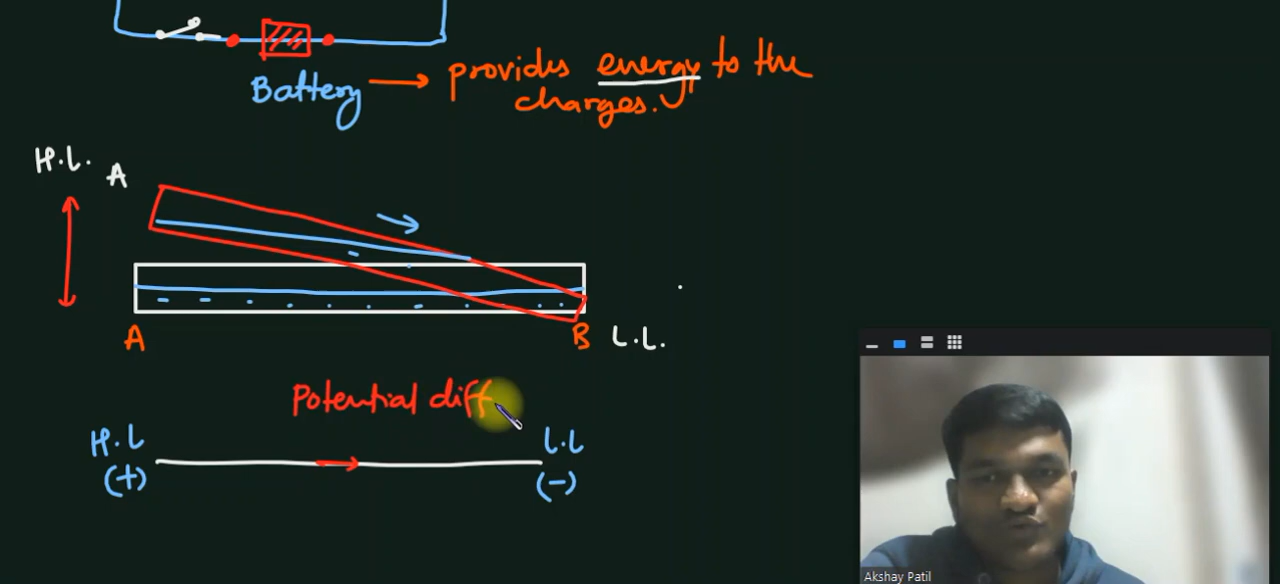 Battery → provides energy to the
charges.
H.L. A
A B L.L.
Potential diff
H.L L.L
(+) (-)
Akshay Patil